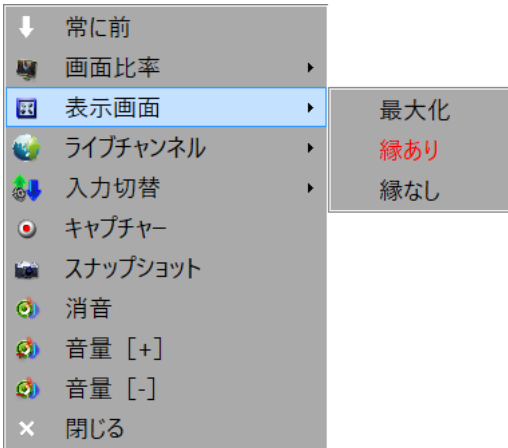 常に前
画面比率
表示画面
ライブチャンネル
入力切替
キャプチャー
スナップショット
消音
音量［+］
音量［-］
閉じる
最大化
縁あり
縁なし